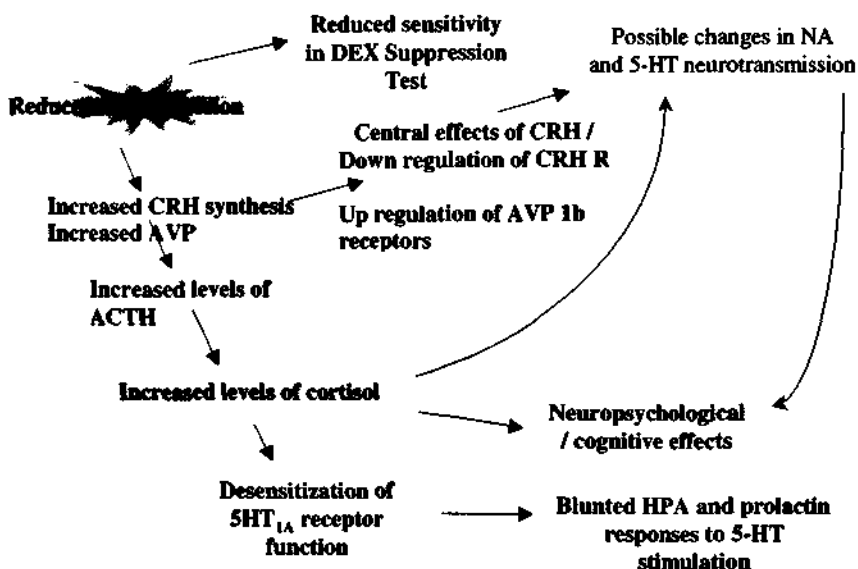 Reduced sensitivity
in DEX Suppression
Test
Possible changes in NA
and 5-HT neurotransmission
Central effects of CRH /
Down regulation of CRH R
Increased CRH synthesis
Increased AVP
Up regulation of AVP 1b
receptors
Increased levels of
ACTH
Increased levels of cortisol
Neuropsychological
/ cognitive effects
Desensitization of
5HT1A receptor
function
Blunted HPA and prolactin
responses to 5-HT
stimulation